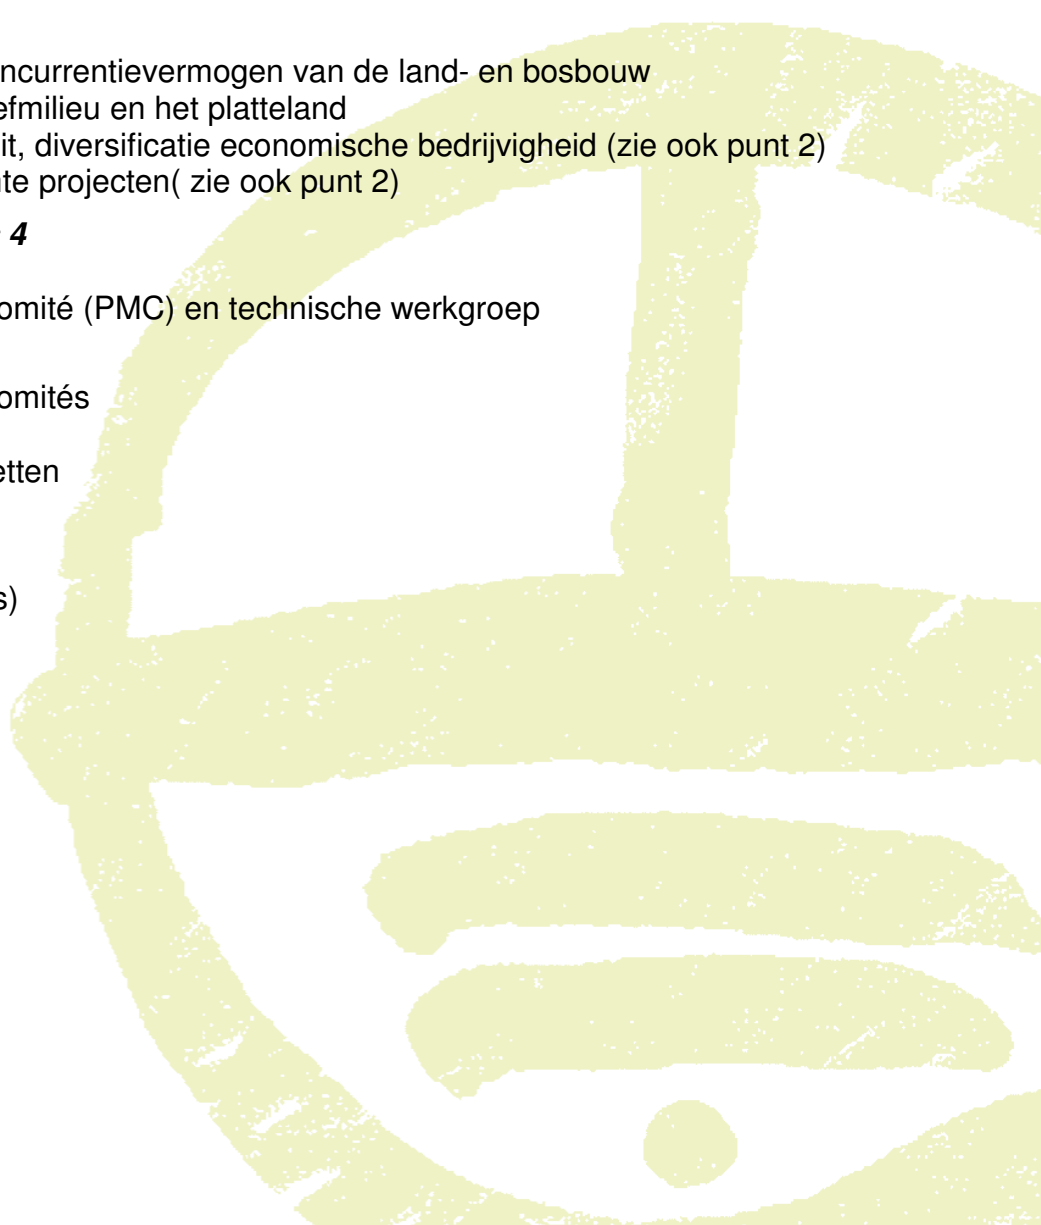 ncurrentievermogen van de land- en bosbouw
efmilieu en het platteland
it, diversificatie economische bedrijvigheid (zie ook punt 2)
nte projecten( zie ook punt 2)
4
omité (PMC) en technische werkgroep
omités
etten
s)